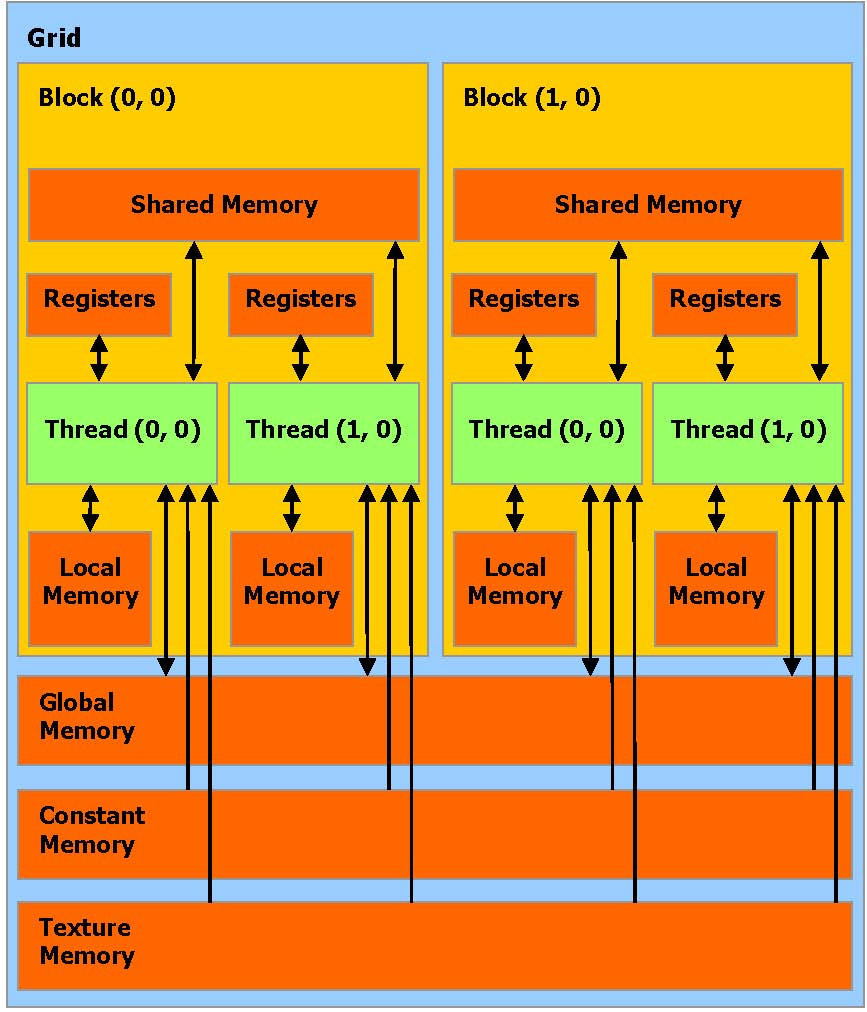 Grid
Block (0, 0)
Shared Memory
Registers
Registers
Thread (0, 0)
Thread (1, 0)
Local
Memory
Local
Memory
Block (1, 0)
Shared Memory
Registers
Registers
Thread (0, 0)
Thread (1, 0)
Local
Memory
Local
Memory
Global
Memory
Constant
Memory
Texture
Memory